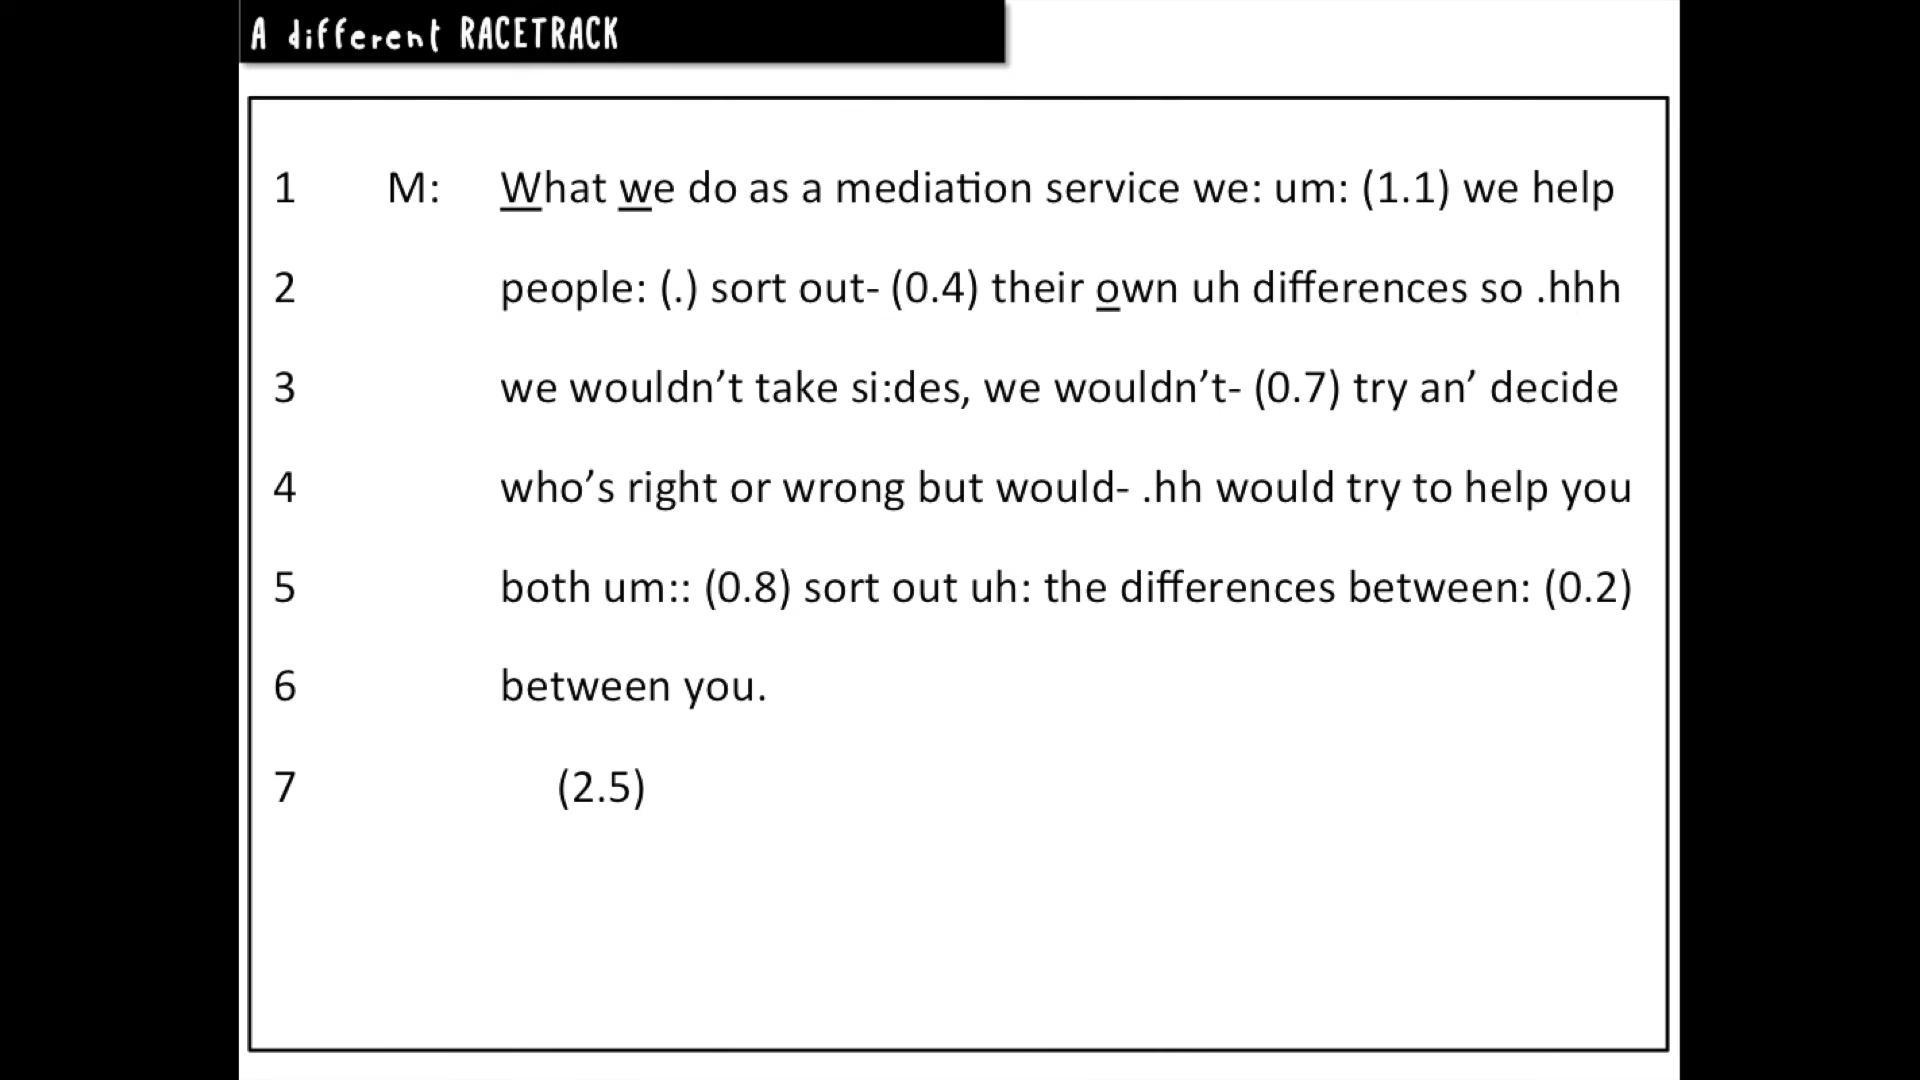 A different RACETRACK
1 M: What we do as a mediation service we: um: (1.1) we help
2 people: (.) sort out- (0.4) their own uh differences so .hhh
3 we wouldn’t take si:des, we wouldn’t- (0.7) try an’ decide
4 who’s right or wrong but would- .hh would try to help you
5 both um:: (0.8) sort out uh: the differences between: (0.2)
6 between you.
7 (2.5)